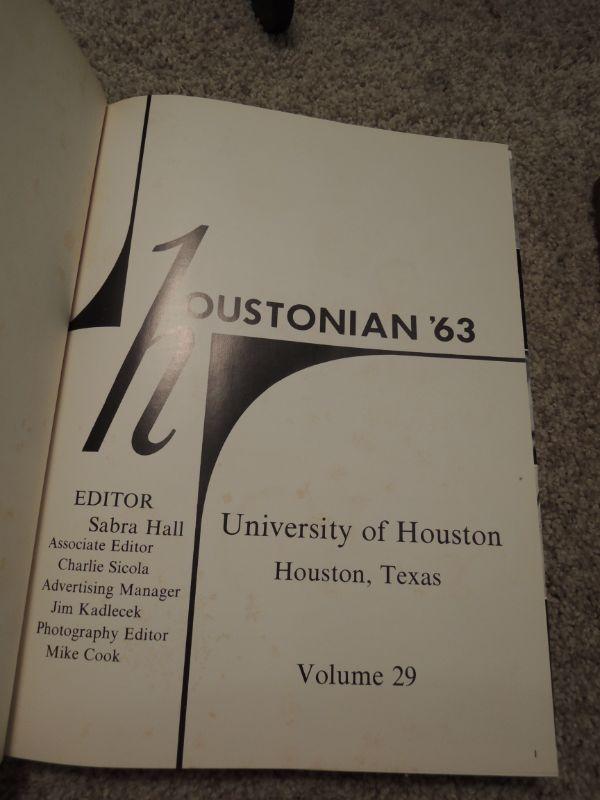 hOUSTONIAN '63
EDITOR
Sabra Hall
Associate Editor
Charlie Sicola
Advertising Manager
Jim Kadlecek
Photography Editor
Mike Cook
University of Houston
Houston, Texas
Volume 29
1